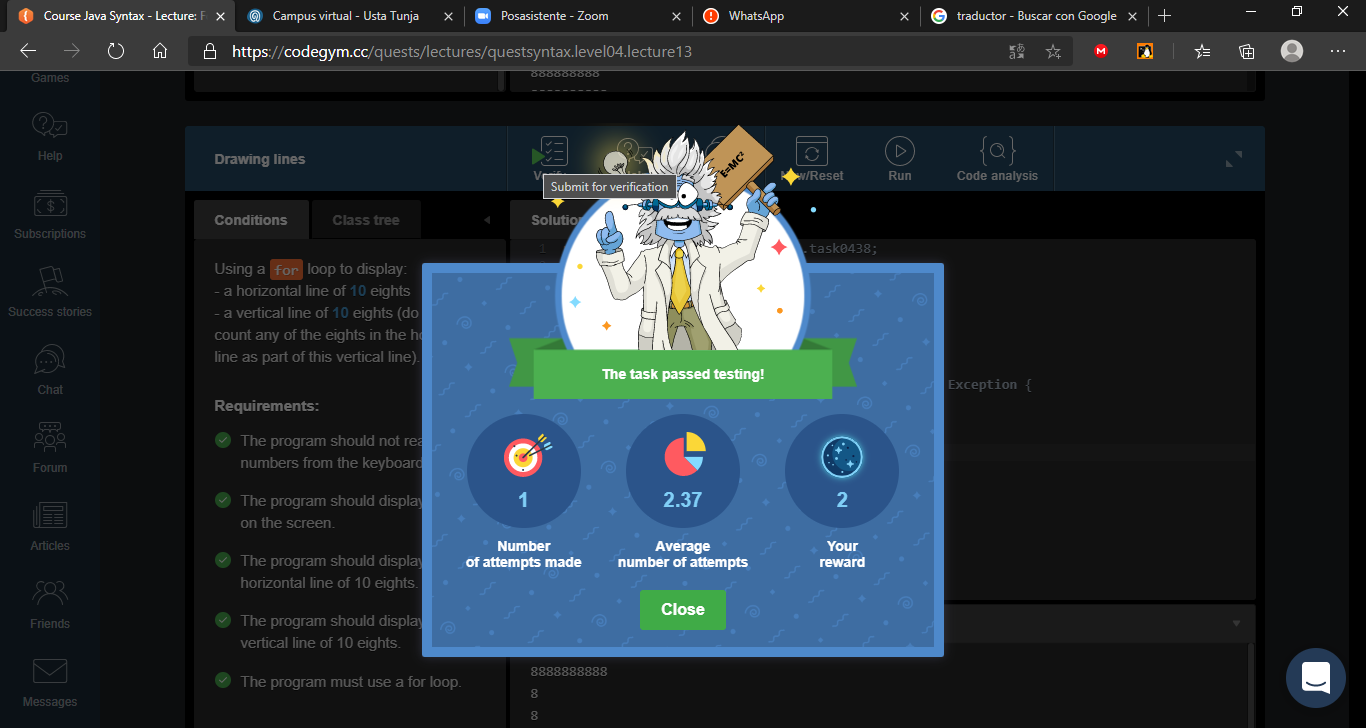 Course Java Syntax - Lecture: F
Campus virtual - Usta Tunja
Posasistente - Zoom
WhatsApp
traductor - Buscar con Google
https://codegym.cc/quests/lectures/questsyntax.level04.lecture13
Games
Help
Subscriptions
Success stories
Chat
Forum
Articles
Friends
Messages
888888888
Drawing lines
New/Reset
Run
Code analysis
Submit for verification
E=MC²
Conditions
Class tree
Solution
1
.task0438;
Using a for loop to display:
- a horizontal line of 10 eights
- a vertical line of 10 eights (do
count any of the eights in the ho
line as part of this vertical line).
Exception {
Requirements:
The program should not rea
numbers from the keyboard
The program should display
on the screen.
The program should display
horizontal line of 10 eights.
The program should display
vertical line of 10 eights.
The program must use a for loop.
The task passed testing!
1
Number
of attempts made
2.37
Average
number of attempts
2
Your
reward
Close
8888888888
8
8